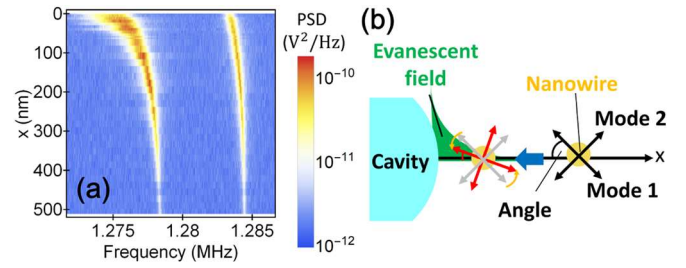 (a)
x (nm)
0
100
200
300
400
500
1.275
1.28
1.285
Frequency (MHz)
PSD
(V²/Hz)
10⁻¹⁰
10⁻¹¹
10⁻¹²
(b)
Evanescent
field
Nanowire
Mode 2
Cavity
x
Mode 1
Angle